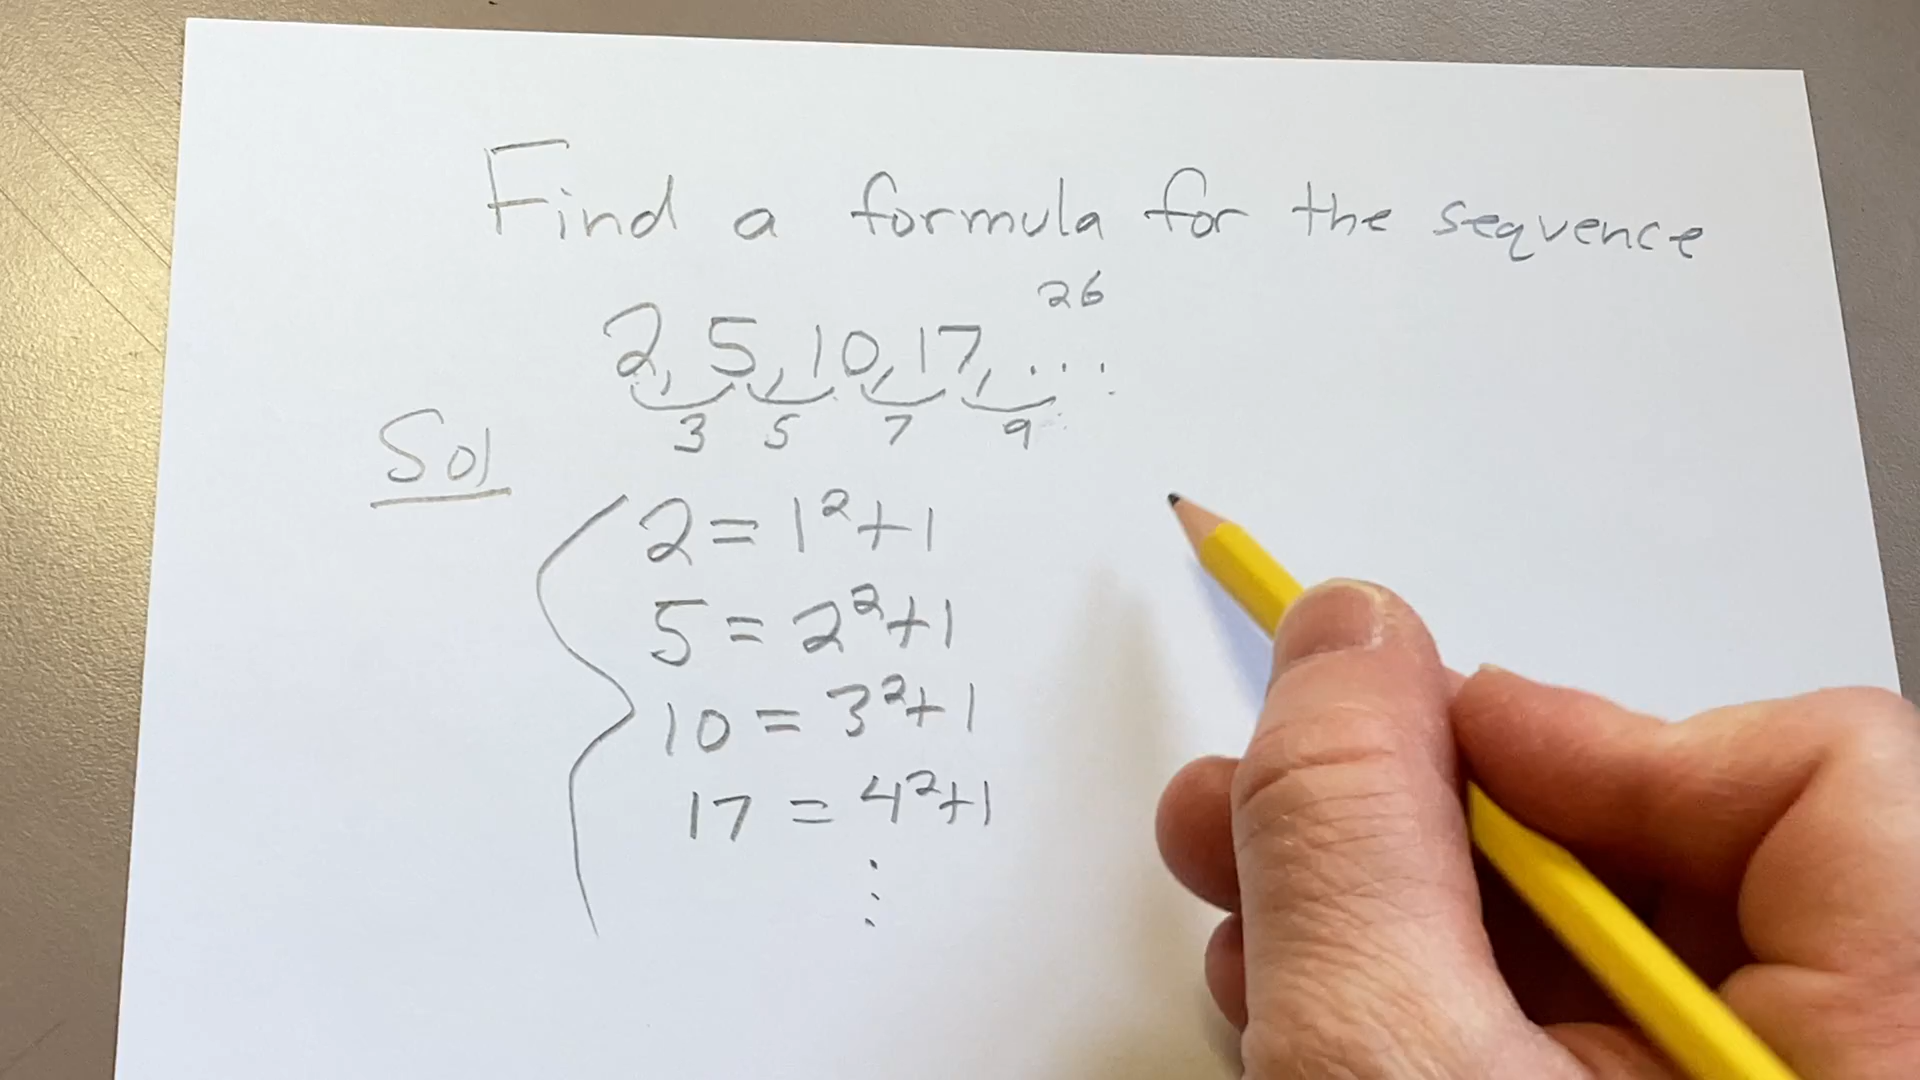 Find a formula for the sequence
26
2, 5, 10, 17, ...
3 5 7 9
Sol
2 = 1²+1
5 = 2²+1
10 = 3²+1
17 = 4²+1
⋮